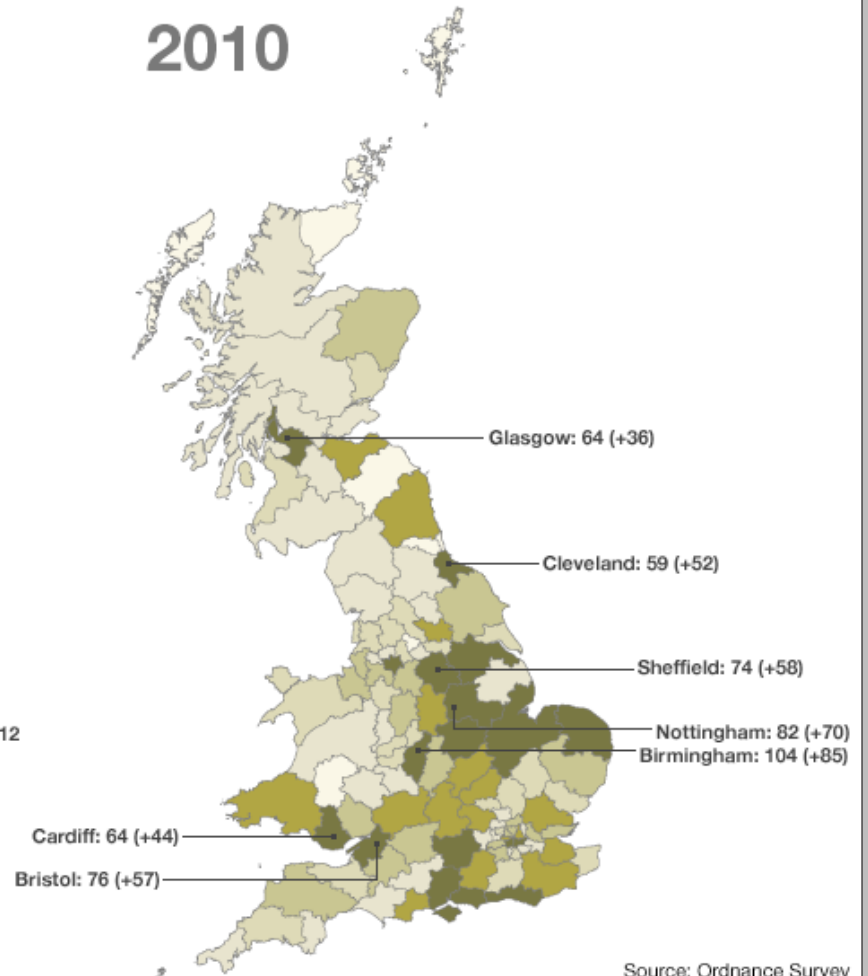 2010
Glasgow: 64 (+36)
Cleveland: 59 (+52)
Sheffield: 74 (+58)
12
Nottingham: 82 (+70)
Birmingham: 104 (+85)
Cardiff: 64 (+44)
Bristol: 76 (+57)
Source: Ordnance Survey